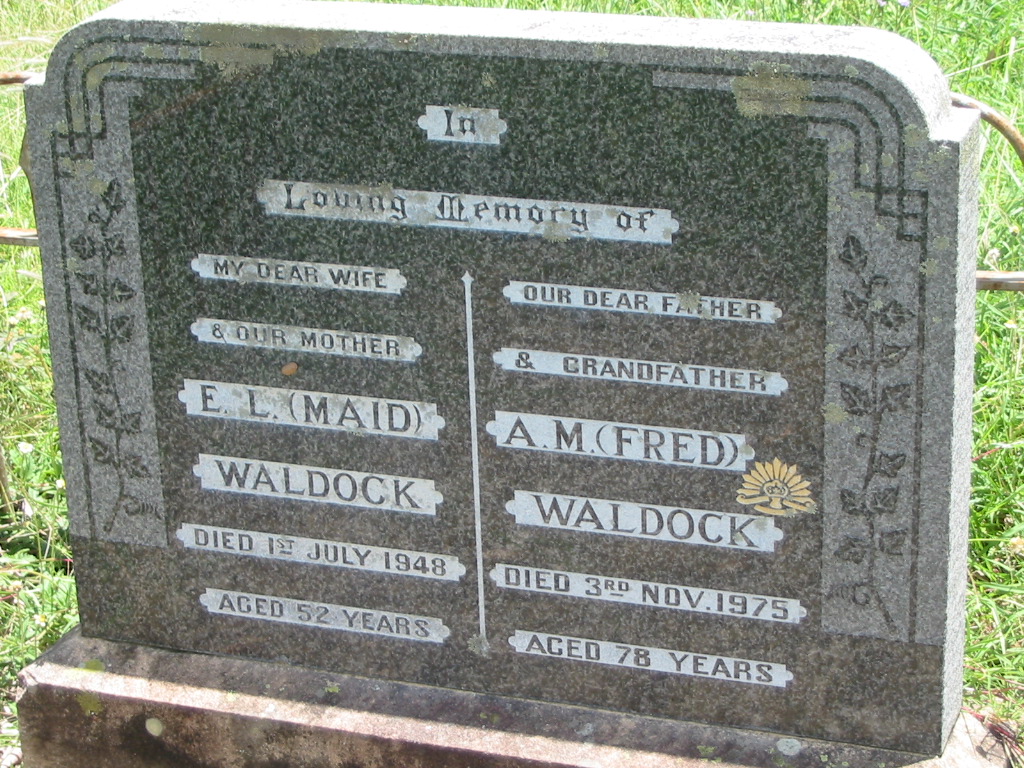 In
Loving Memory of
MY DEAR WIFE
& OUR MOTHER
E. L. (MAID)
WALDOCK
DIED 1ST JULY 1948
AGED 52 YEARS
OUR DEAR FATHER
& GRANDFATHER
A.M. (FRED)
WALDOCK
DIED 3RD NOV. 1975
AGED 78 YEARS